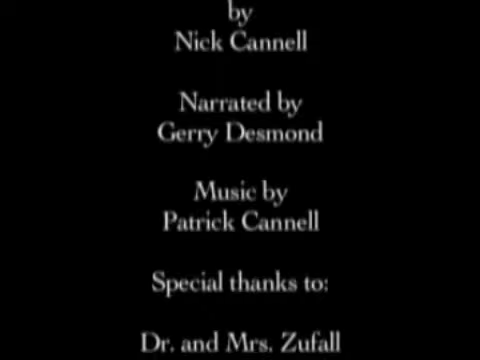 by
Nick Cannell
Narrated by
Gerry Desmond
Music by
Patrick Cannell
Special thanks to:
Dr. and Mrs. Zufall